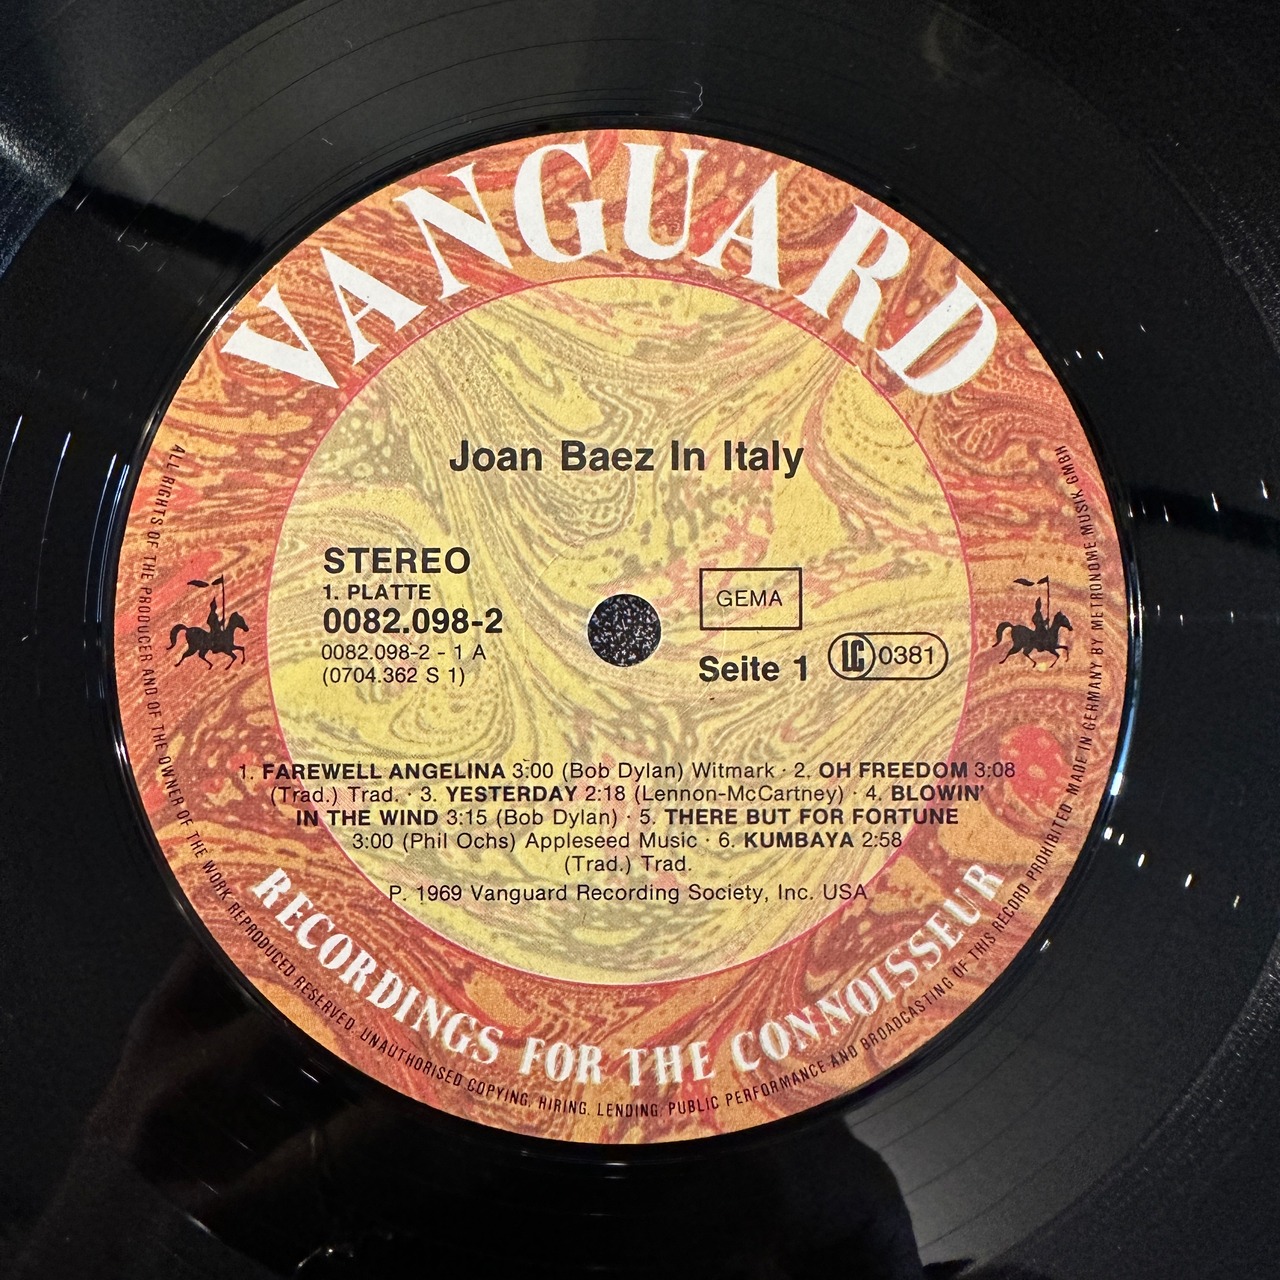 VANGUARD
Joan Baez In Italy
STEREO
1. PLATTE
0082.098-2
0082.098-2 - 1 A
(0704.362 S 1)
GEMA
Seite 1
LC 0381
1. FAREWELL ANGELINA 3:00 (Bob Dylan) Witmark · 2. OH FREEDOM 3:08
(Trad.) Trad. · 3. YESTERDAY 2:18 (Lennon-McCartney) · 4. BLOWIN'
IN THE WIND 3:15 (Bob Dylan) · 5. THERE BUT FOR FORTUNE
3:00 (Phil Ochs) Appleseed Music · 6. KUMBAYA 2:58
(Trad.) Trad.
P. 1969 Vanguard Recording Society, Inc. USA
RECORDINGS FOR THE CONNOISSEUR
ALL RIGHTS OF THE PRODUCER AND OF THE OWNER OF THE WORK REPRODUCED RESERVED. UNAUTHORISED COPYING, HIRING, LENDING, PUBLIC PERFORMANCE AND BROADCASTING OF THIS RECORD PROHIBITED MADE IN GERMANY BY METRONOME MUSIK GMBH